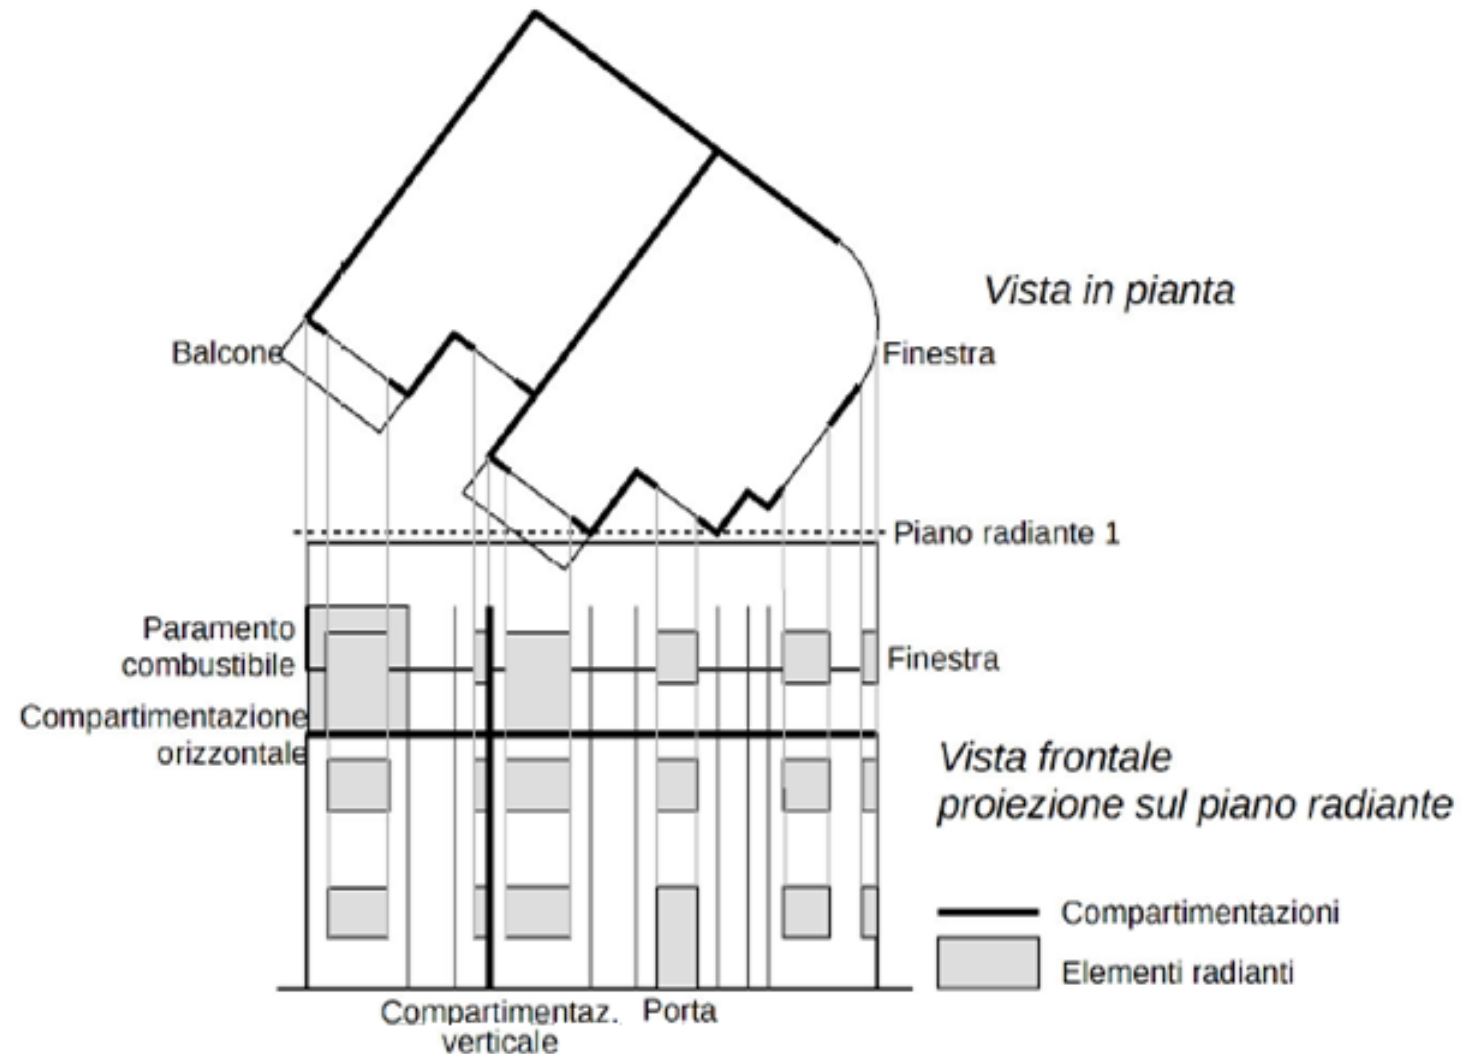 Vista in pianta
Balcone
Finestra
Piano radiante 1
Paramento
combustibile
Finestra
Compartimentazione
orizzontale
Vista frontale
proiezione sul piano radiante
Compartimentazioni
Elementi radianti
Compartimentaz.
verticale
Porta